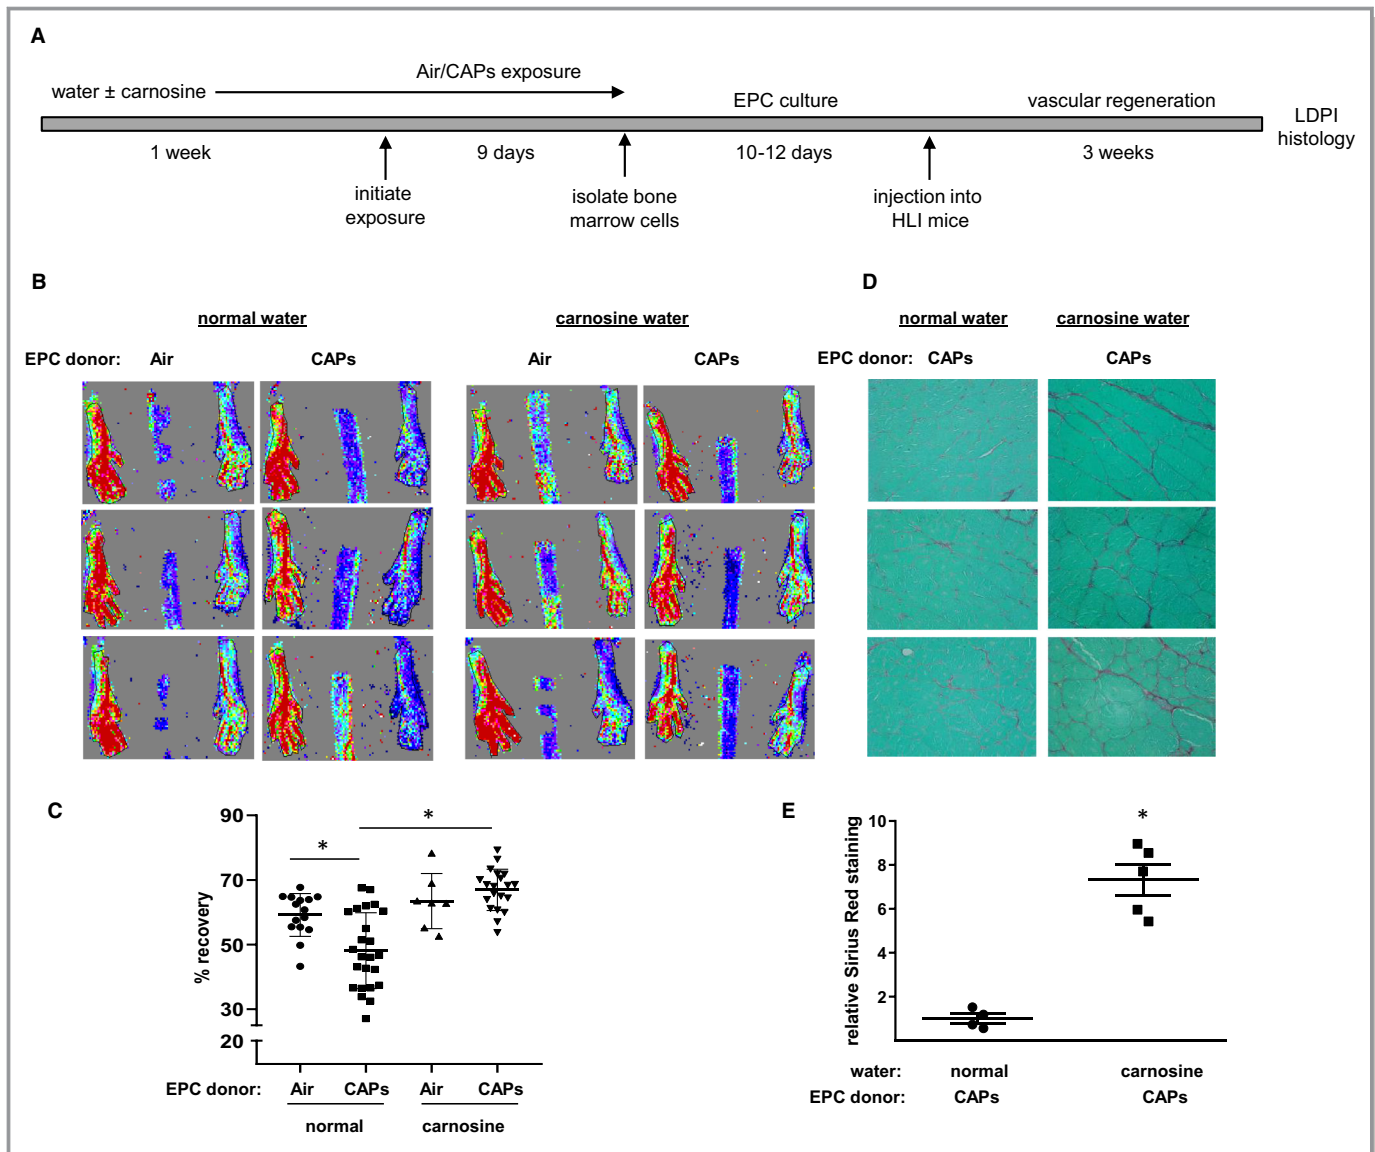 A
water ± carnosine
Air/CAPs exposure
EPC culture
vascular regeneration
LDPI
histology
1 week
9 days
10-12 days
3 weeks
initiate
exposure
isolate bone
marrow cells
injection into
HLI mice
B
normal water
carnosine water
EPC donor: Air CAPs Air CAPs
D
normal water carnosine water
EPC donor: CAPs CAPs
C
% recovery
90
70
50
30
20
*
*
EPC donor: Air CAPs Air CAPs
normal carnosine
E
relative Sirius Red staining
10
8
6
4
2
*
water: normal carnosine
EPC donor: CAPs CAPs